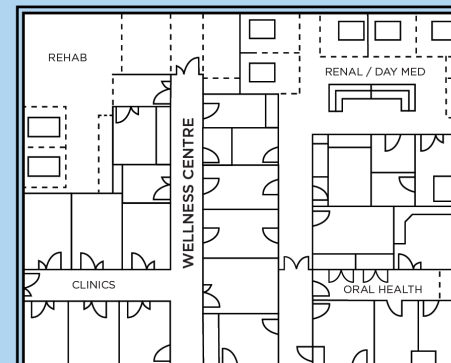 REHAB
RENAL / DAY MED
WELLNESS CENTRE
CLINICS
ORAL HEALTH